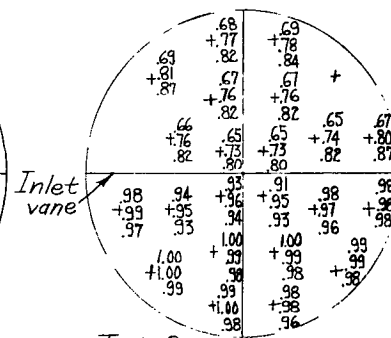 .68 .69
+.77 +.78
.69 .82 .84
+.81
.87 .67 .67 +
+.76 +.76
.82 .82
.66 .65 .65 .65 .67
+.76 +.73 +.73 +.74 +.80
.82 .80 .80 .82 .87
Inlet
vane
.98 .94 .93 .91 .98
+.99 +.95 +.96 +.95 +.97
.97 .93 .94 .93 .96 .98
1.00 1.00 .99
1.00 + .99 + .99 .99
+1.00 .98 .98 +.98
.99 .99 .98
+1.00 +.98
.98 .96